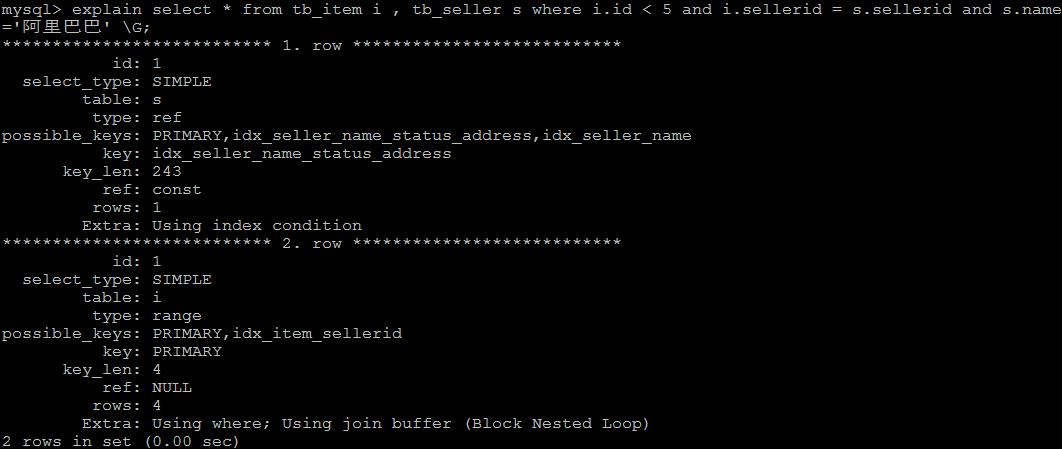 mysql> explain select * from tb_item i , tb_seller s where i.id < 5 and i.sellerid = s.sellerid and s.name
='阿里巴巴' \G;
*************************** 1. row ***************************
id: 1
select_type: SIMPLE
table: s
type: ref
possible_keys: PRIMARY,idx_seller_name_status_address,idx_seller_name
key: idx_seller_name_status_address
key_len: 243
ref: const
rows: 1
Extra: Using index condition
*************************** 2. row ***************************
id: 1
select_type: SIMPLE
table: i
type: range
possible_keys: PRIMARY,idx_item_sellerid
key: PRIMARY
key_len: 4
ref: NULL
rows: 4
Extra: Using where; Using join buffer (Block Nested Loop)
2 rows in set (0.00 sec)